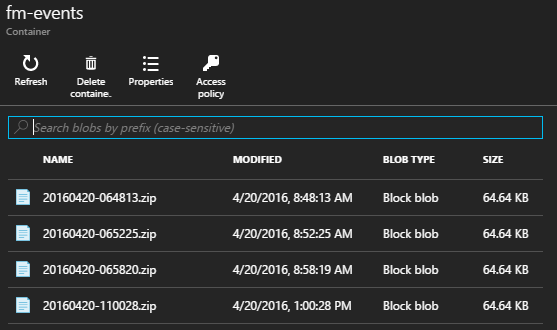 fm-events
Container
Refresh
Delete containe.
Properties
Access policy
Search blobs by prefix (case-sensitive)
NAME MODIFIED BLOB TYPE SIZE
20160420-064813.zip 4/20/2016, 8:48:13 AM Block blob 64.64 KB
20160420-065225.zip 4/20/2016, 8:52:25 AM Block blob 64.64 KB
20160420-065820.zip 4/20/2016, 8:58:19 AM Block blob 64.64 KB
20160420-110028.zip 4/20/2016, 1:00:28 PM Block blob 64.64 KB